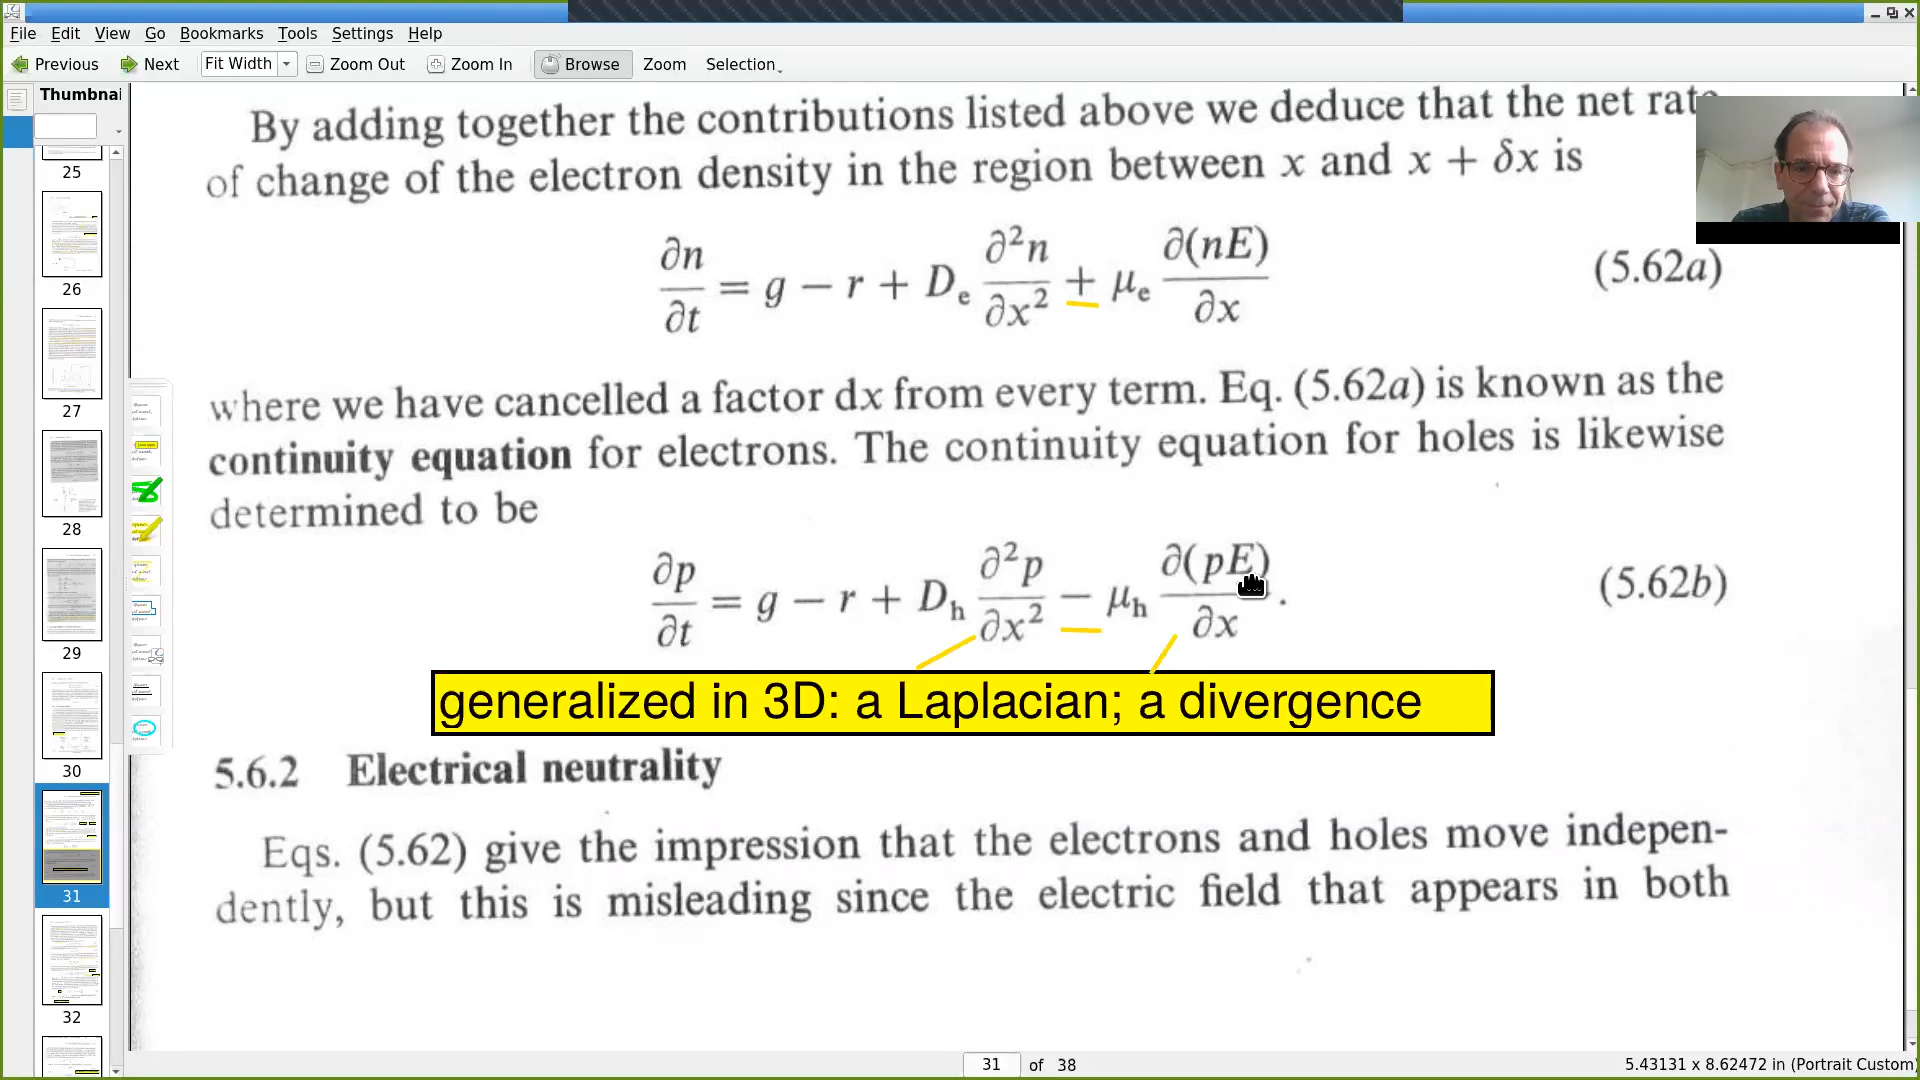 File Edit View Go Bookmarks Tools Settings Help
Previous Next Fit Width Zoom Out Zoom In Browse Zoom Selection
Thumbnai
25
26
27
28
29
30
31
32
By adding together the contributions listed above we deduce that the net rate
of change of the electron density in the region between x and x + δx is
∂n/∂t = g − r + Dₑ ∂²n/∂x² + μₑ ∂(nE)/∂x (5.62a)
where we have cancelled a factor dx from every term. Eq. (5.62a) is known as the
continuity equation for electrons. The continuity equation for holes is likewise
determined to be
∂p/∂t = g − r + Dₕ ∂²p/∂x² − μₕ ∂(pE)/∂x. (5.62b)
generalized in 3D: a Laplacian; a divergence
5.6.2 Electrical neutrality
Eqs. (5.62) give the impression that the electrons and holes move indepen-
dently, but this is misleading since the electric field that appears in both
31 of 38 5.43131 x 8.62472 in (Portrait Custom)